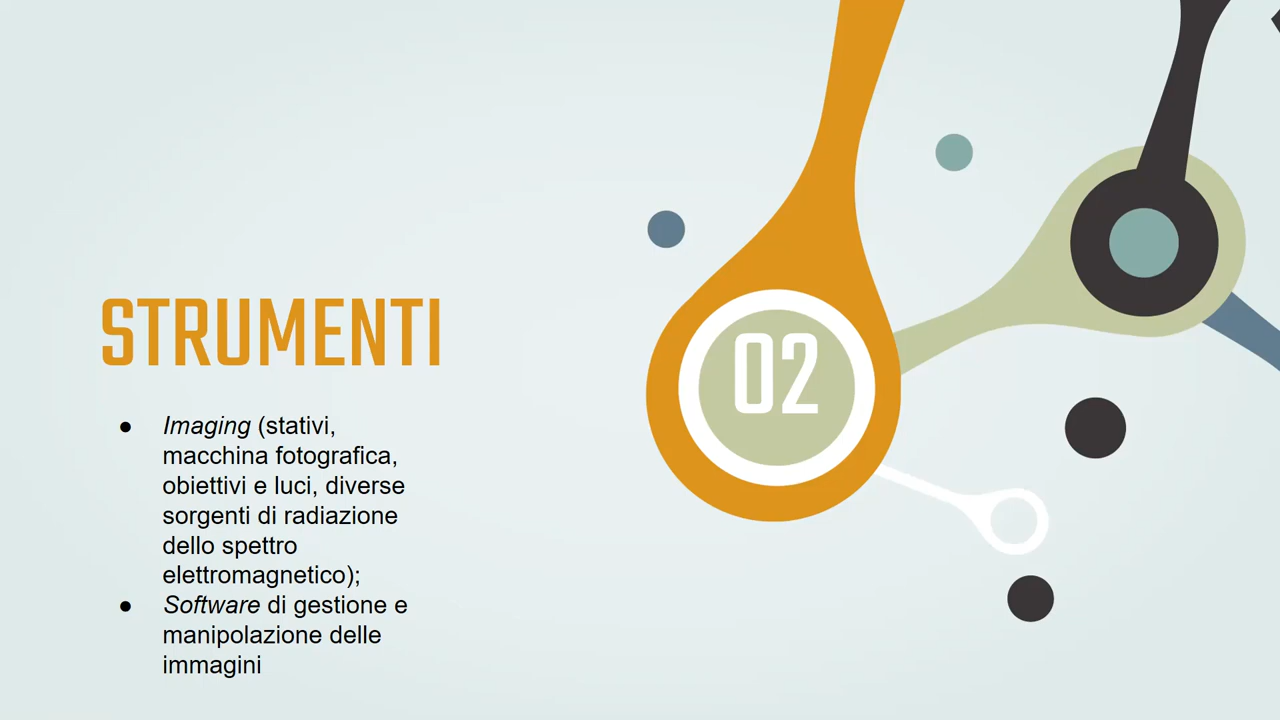 STRUMENTI
02
● Imaging (stativi,
macchina fotografica,
obiettivi e luci, diverse
sorgenti di radiazione
dello spettro
elettromagnetico);
● Software di gestione e
manipolazione delle
immagini